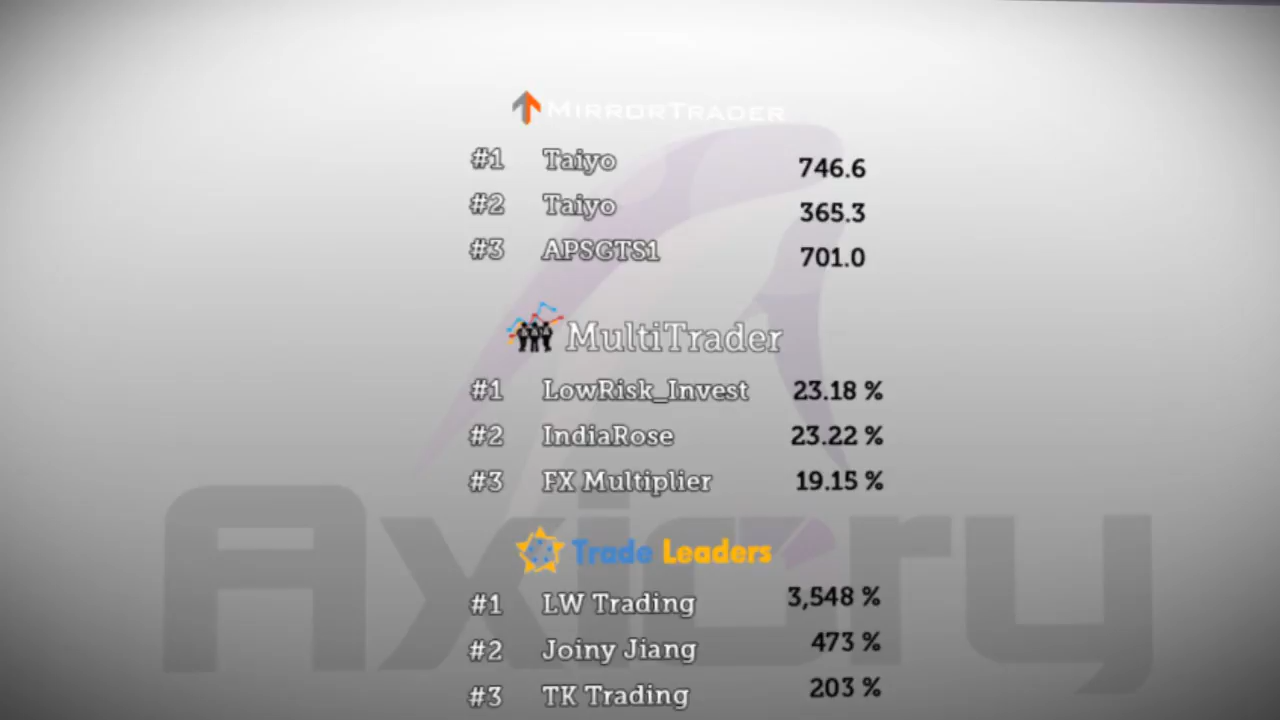 MirrorTrader
#1 Taiyo 746.6
#2 Taiyo 365.3
#3 APSGTS1 701.0
MultiTrader
#1 LowRisk_Invest 23.18 %
#2 IndiaRose 23.22 %
#3 FX Multiplier 19.15 %
Trade Leaders
#1 LW Trading 3,548 %
#2 Joiny Jiang 473 %
#3 TK Trading 203 %
Axiory